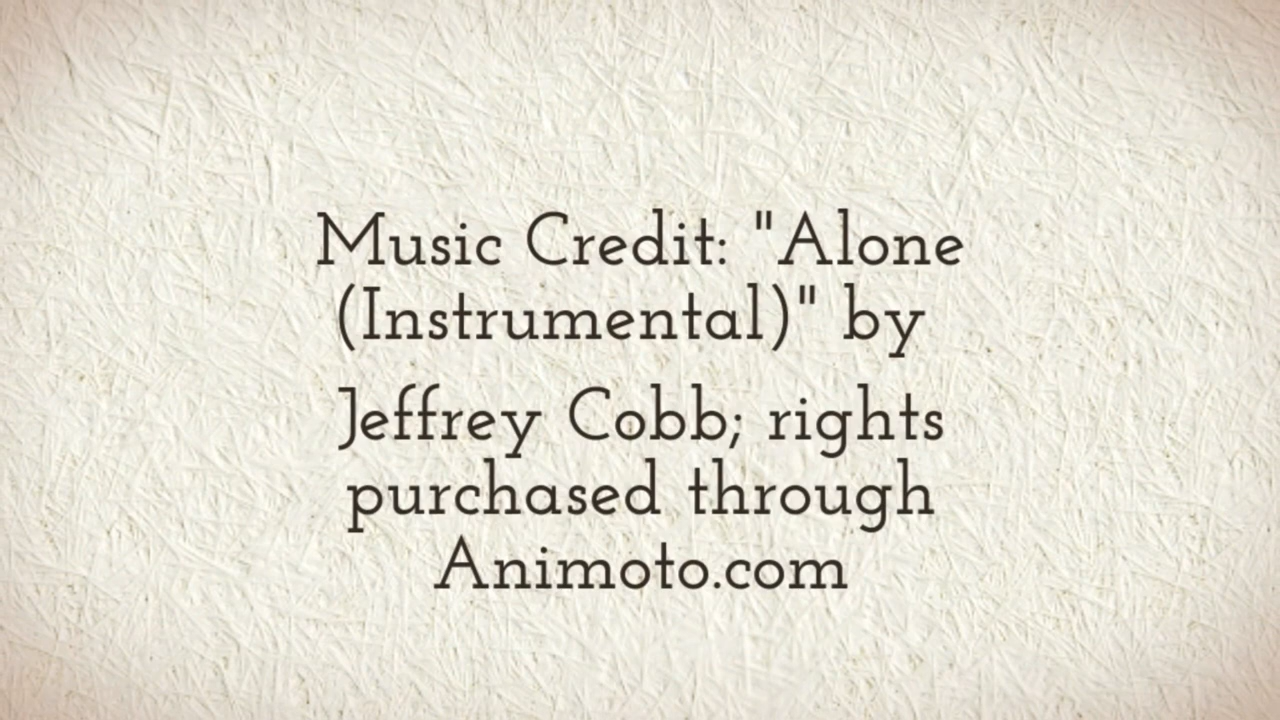 Music Credit: "Alone
(Instrumental)" by
Jeffrey Cobb; rights
purchased through
Animoto.com